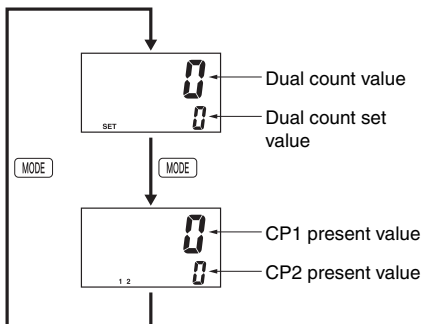 0
Dual count value
SET
0
Dual count set
value
MODE
MODE
0
CP1 present value
1 2
0
CP2 present value